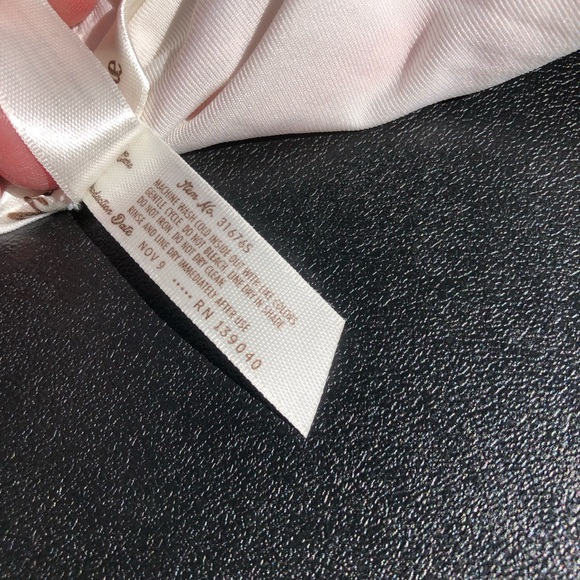 Item No. 31676S
MACHINE WASH COLD INSIDE OUT WITH LIKE COLORS
GENTLE CYCLE. DO NOT BLEACH. LINE DRY IN SHADE
DO NOT IRON. DO NOT DRY CLEAN.
RINSE AND LINE DRY IMMEDIATELY AFTER USE
Date
NOV 9 ····· RN 139040